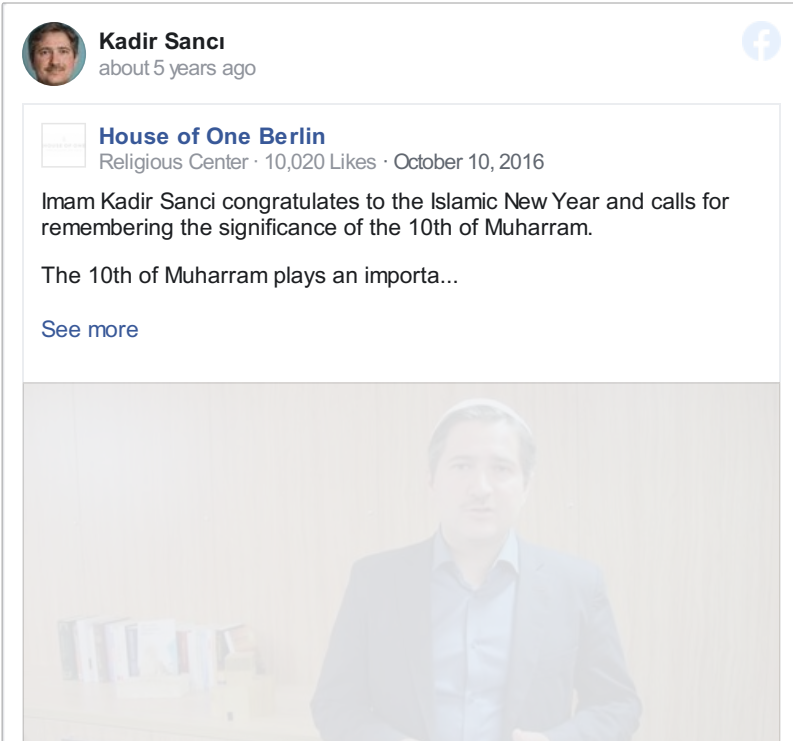 Kadir Sancı
about 5 years ago
House of One Berlin
Religious Center · 10,020 Likes · October 10, 2016
Imam Kadir Sanci congratulates to the Islamic New Year and calls for
remembering the significance of the 10th of Muharram.
The 10th of Muharram plays an importa...
See more